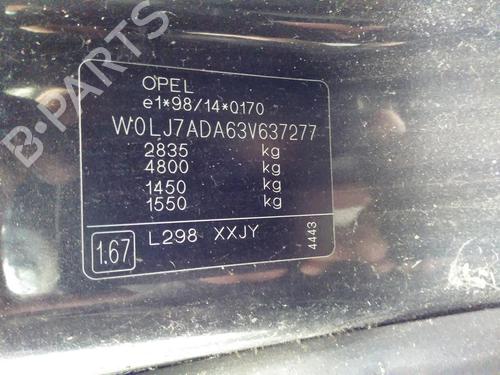 B-PARTS
OPEL
e1*98/14*0170
W0LJ7ADA63V637277
2835 kg
4800 kg
1450 kg
1550 kg
1.67 L298 XXJY 4443